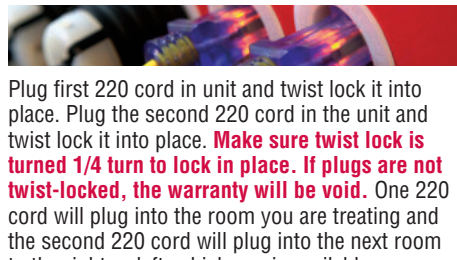 Plug first 220 cord in unit and twist lock it into
place. Plug the second 220 cord in the unit and
twist lock it into place. Make sure twist lock is
turned 1/4 turn to lock in place. If plugs are not
twist-locked, the warranty will be void. One 220
cord will plug into the room you are treating and
the second 220 cord will plug into the next room